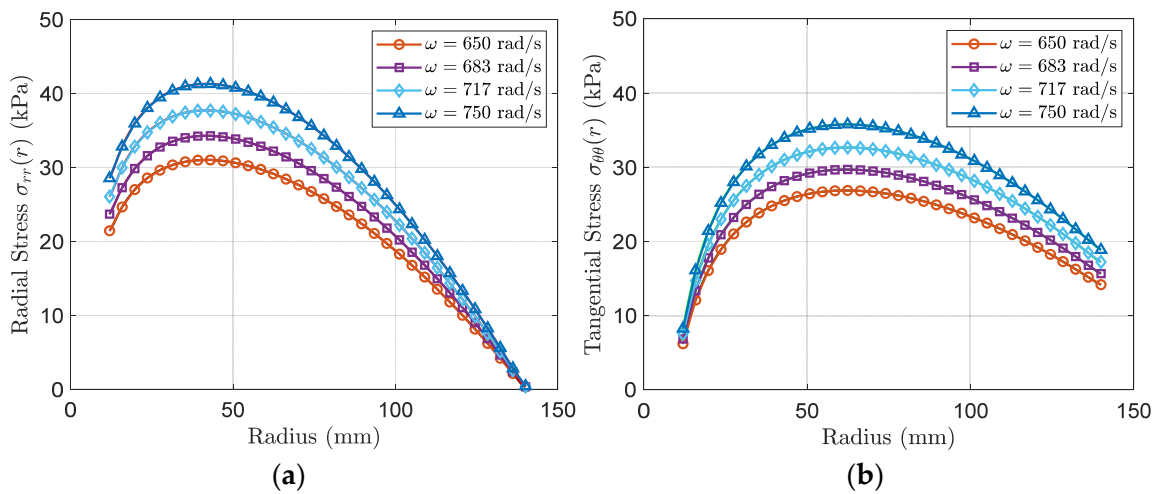 Radial Stress σrr(r) (kPa)
50
40
30
20
10
0
0 50 100 150
Radius (mm)
ω = 650 rad/s
ω = 683 rad/s
ω = 717 rad/s
ω = 750 rad/s
(a)
Tangential Stress σθθ(r) (kPa)
50
40
30
20
10
0
0 50 100 150
Radius (mm)
ω = 650 rad/s
ω = 683 rad/s
ω = 717 rad/s
ω = 750 rad/s
(b)